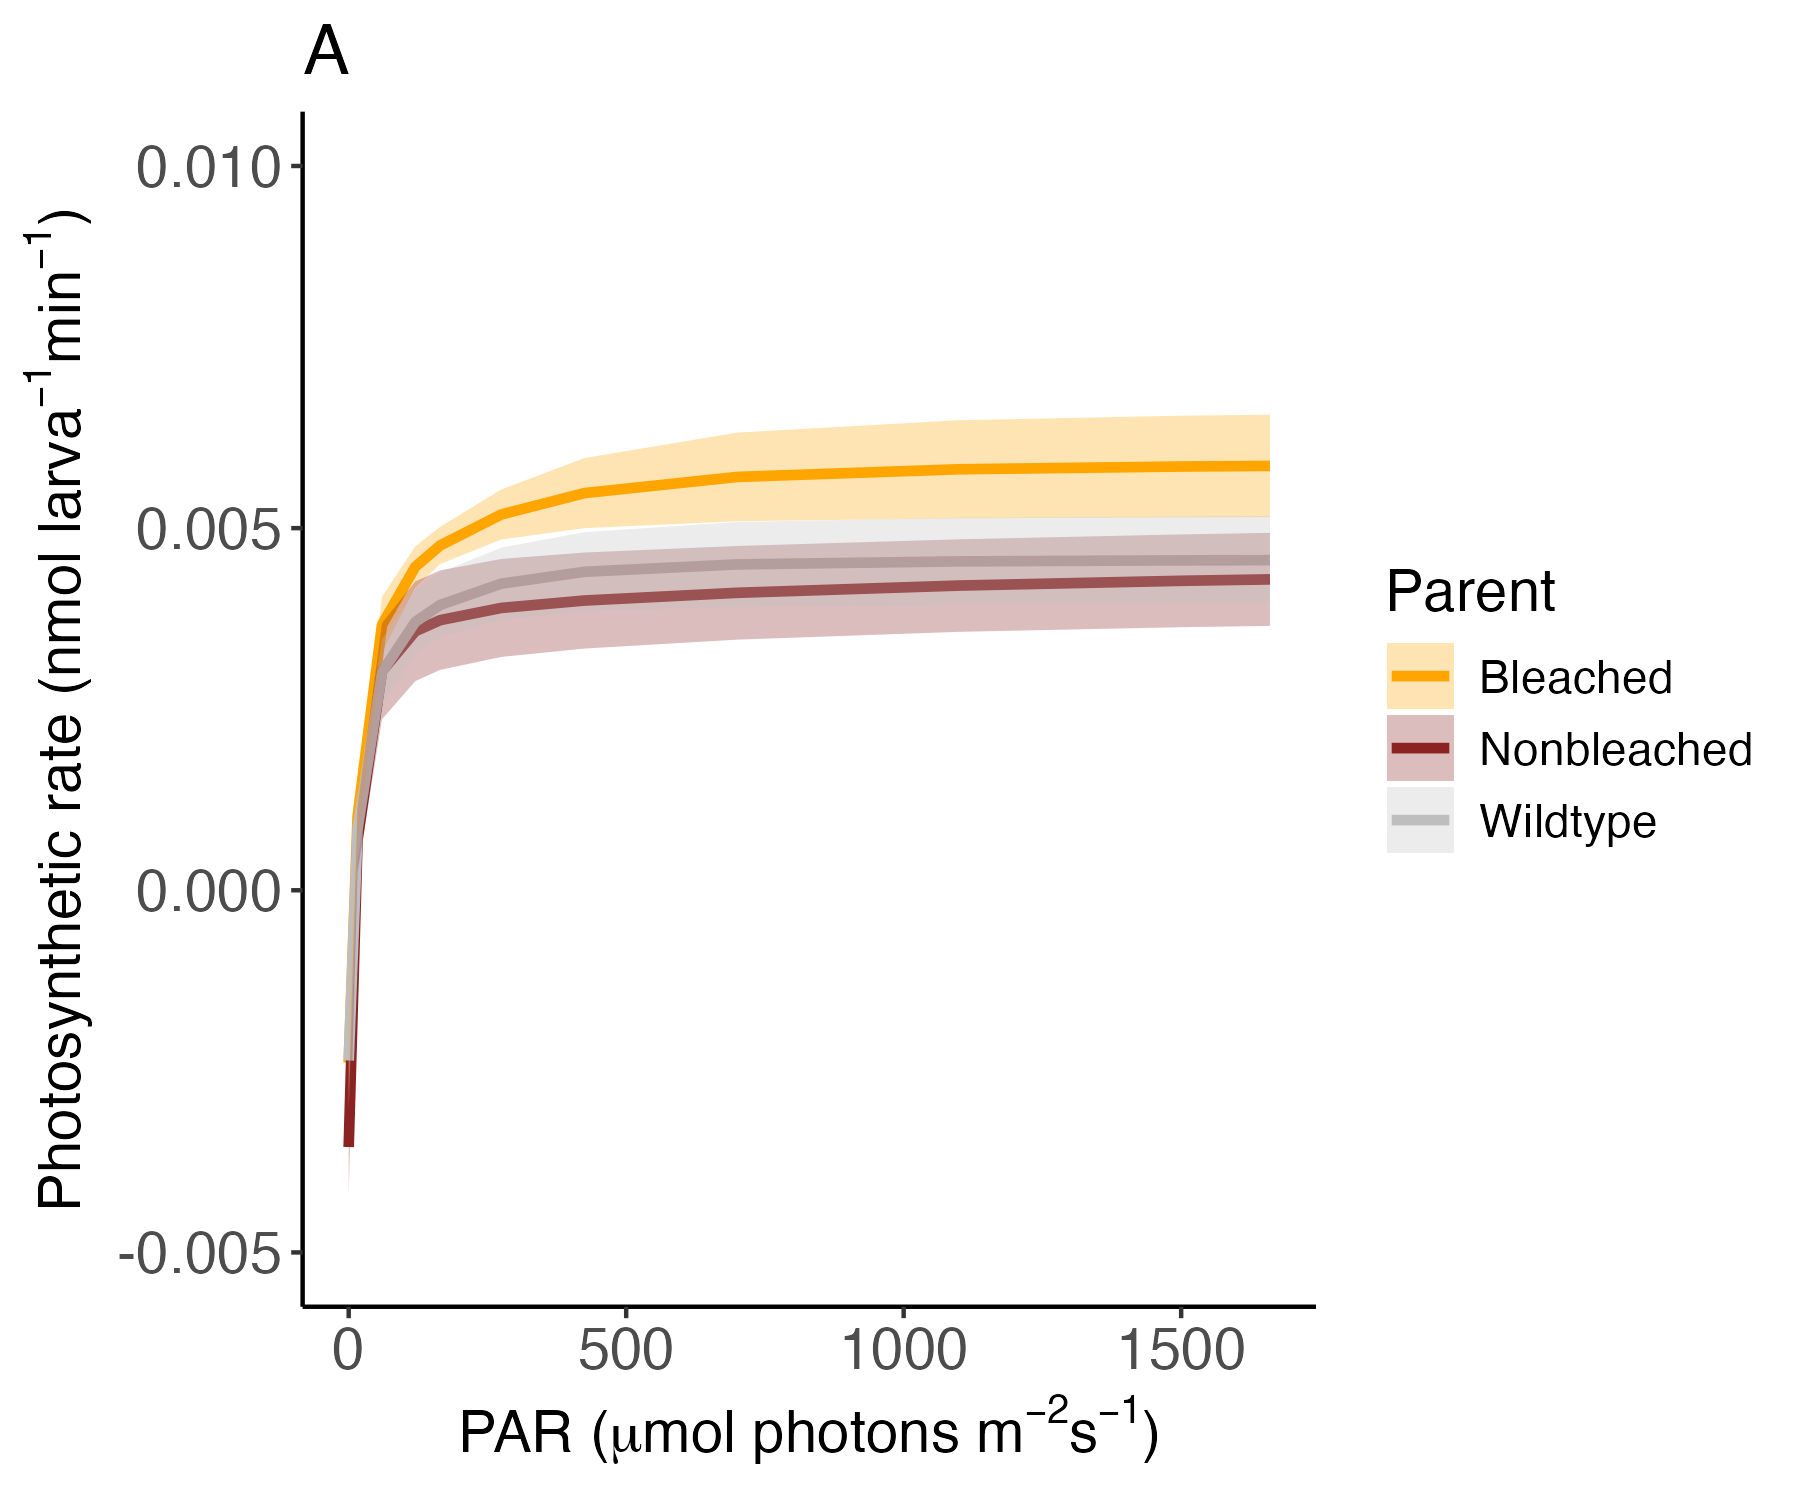 A
Photosynthetic rate (nmol larva⁻¹min⁻¹)
0.010
0.005
0.000
-0.005
0
500
1000
1500
PAR (μmol photons m⁻²s⁻¹)
Parent
Bleached
Nonbleached
Wildtype